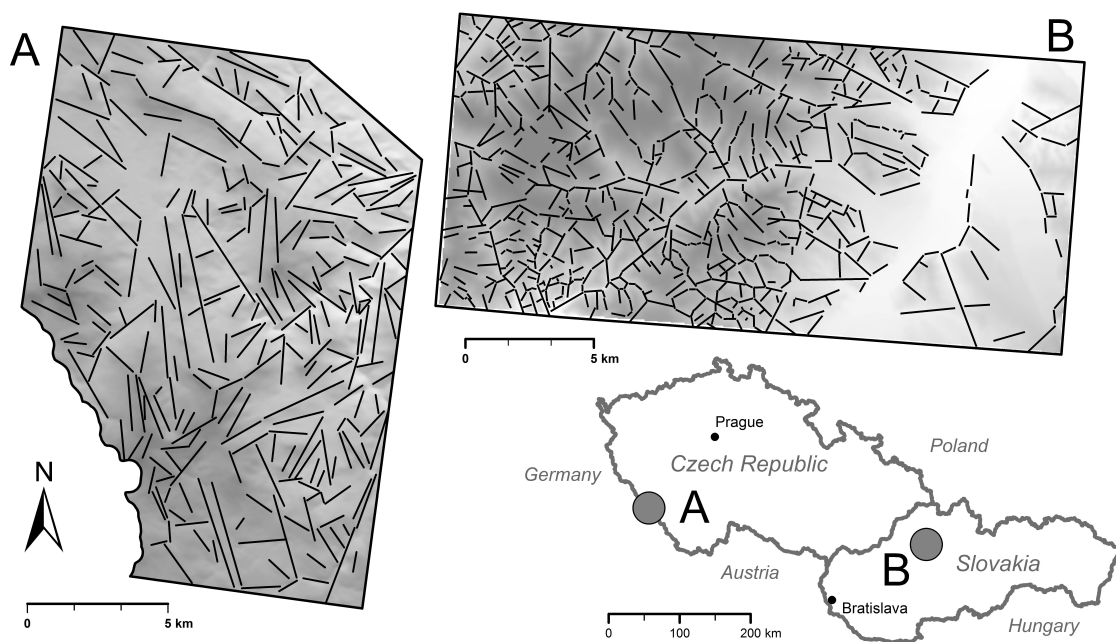 A
B
0 5 km
Prague
Poland
Czech Republic
Germany
A
N
B
Slovakia
Austria
Bratislava
0 5 km
0 100 200 km
Hungary